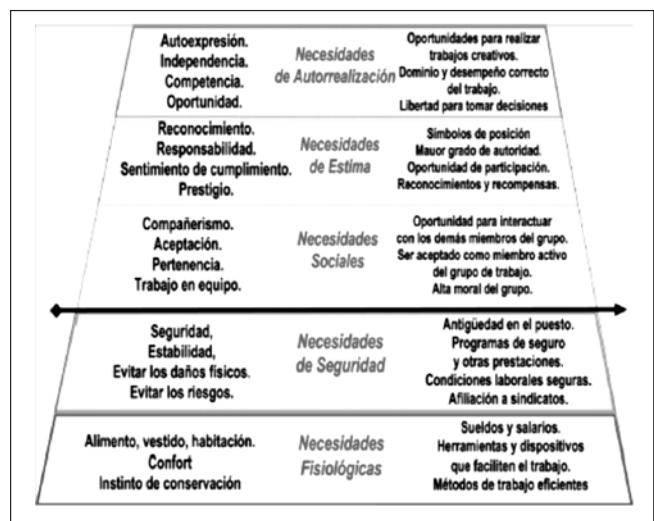 Autoexpresión.
Independencia.
Competencia.
Oportunidad.
Necesidades
de Autorrealización
Oportunidades para realizar
trabajos creativos.
Dominio y desempeño correcto
del trabajo.
Libertad para tomar decisiones
Reconocimiento.
Responsabilidad.
Sentimiento de cumplimiento.
Prestigio.
Necesidades
de Estima
Símbolos de posición
Mauor grado de autoridad.
Oportunidad de participación.
Reconocimientos y recompensas.
Compañerismo.
Aceptación.
Pertenencia.
Trabajo en equipo.
Necesidades
Sociales
Oportunidad para interactuar
con los demás miembros del grupo.
Ser aceptado como miembro activo
del grupo de trabajo.
Alta moral del grupo.
Seguridad,
Estabilidad,
Evitar los daños físicos.
Evitar los riesgos.
Necesidades
de Seguridad
Antigüedad en el puesto.
Programas de seguro
y otras prestaciones.
Condiciones laborales seguras.
Afiliación a sindicatos.
Alimento, vestido, habitación.
Confort
Instinto de conservación
Necesidades
Fisiológicas
Sueldos y salarios.
Herramientas y dispositivos
que faciliten el trabajo.
Métodos de trabajo eficientes